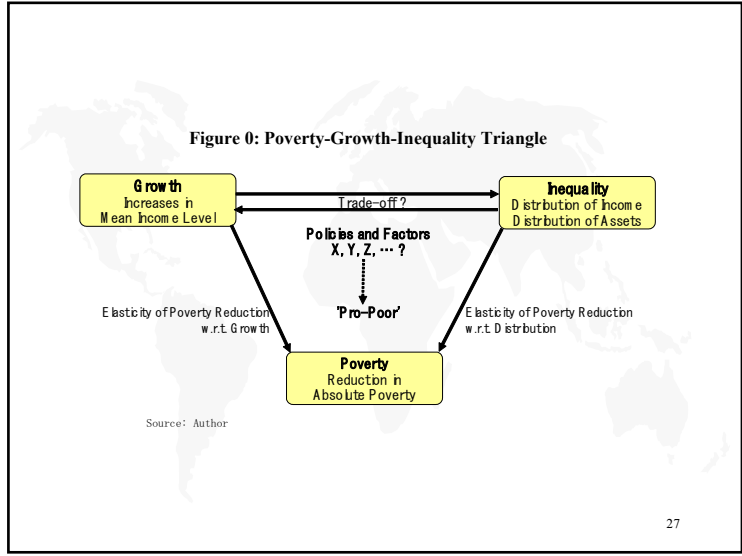 Figure 0: Poverty-Growth-Inequality Triangle
Growth
Increases in
Mean Income Level
Trade-off?
Inequality
Distribution of Income
Distribution of Assets
Policies and Factors
X, Y, Z, … ?
'Pro-Poor'
Elasticity of Poverty Reduction
w.r.t. Growth
Elasticity of Poverty Reduction
w.r.t. Distribution
Poverty
Reduction in
Absolute Poverty
Source: Author
27